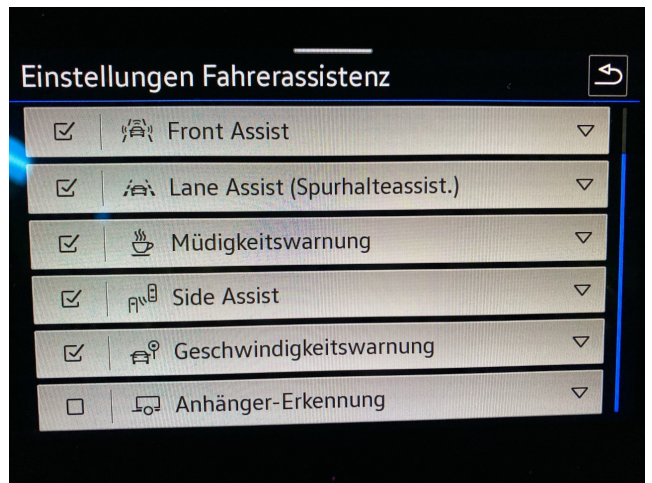 Einstellungen Fahrerassistenz
Front Assist
Lane Assist (Spurhalteassist.)
Müdigkeitswarnung
Side Assist
Geschwindigkeitswarnung
Anhänger-Erkennung